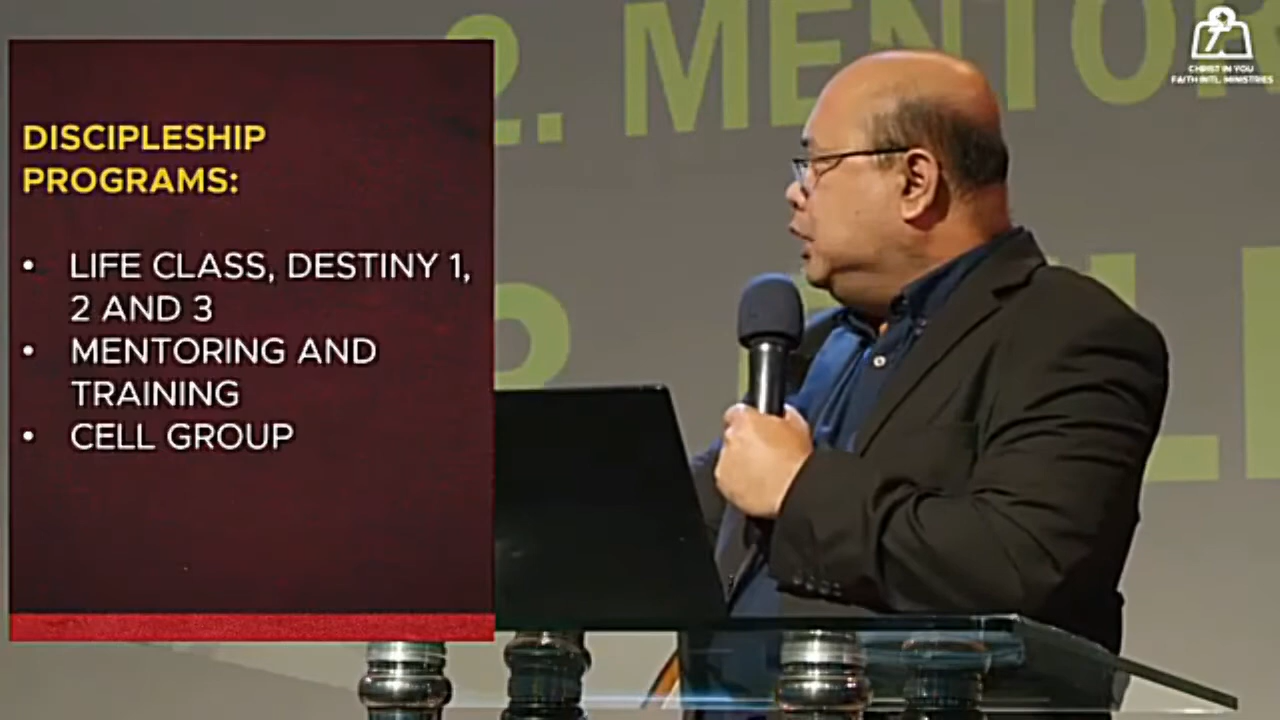 DISCIPLESHIP
PROGRAMS:
• LIFE CLASS, DESTINY 1,
2 AND 3
• MENTORING AND
TRAINING
• CELL GROUP
2. MENTOR
CHRIST IN YOU
FAITH INTL. MINISTRIES